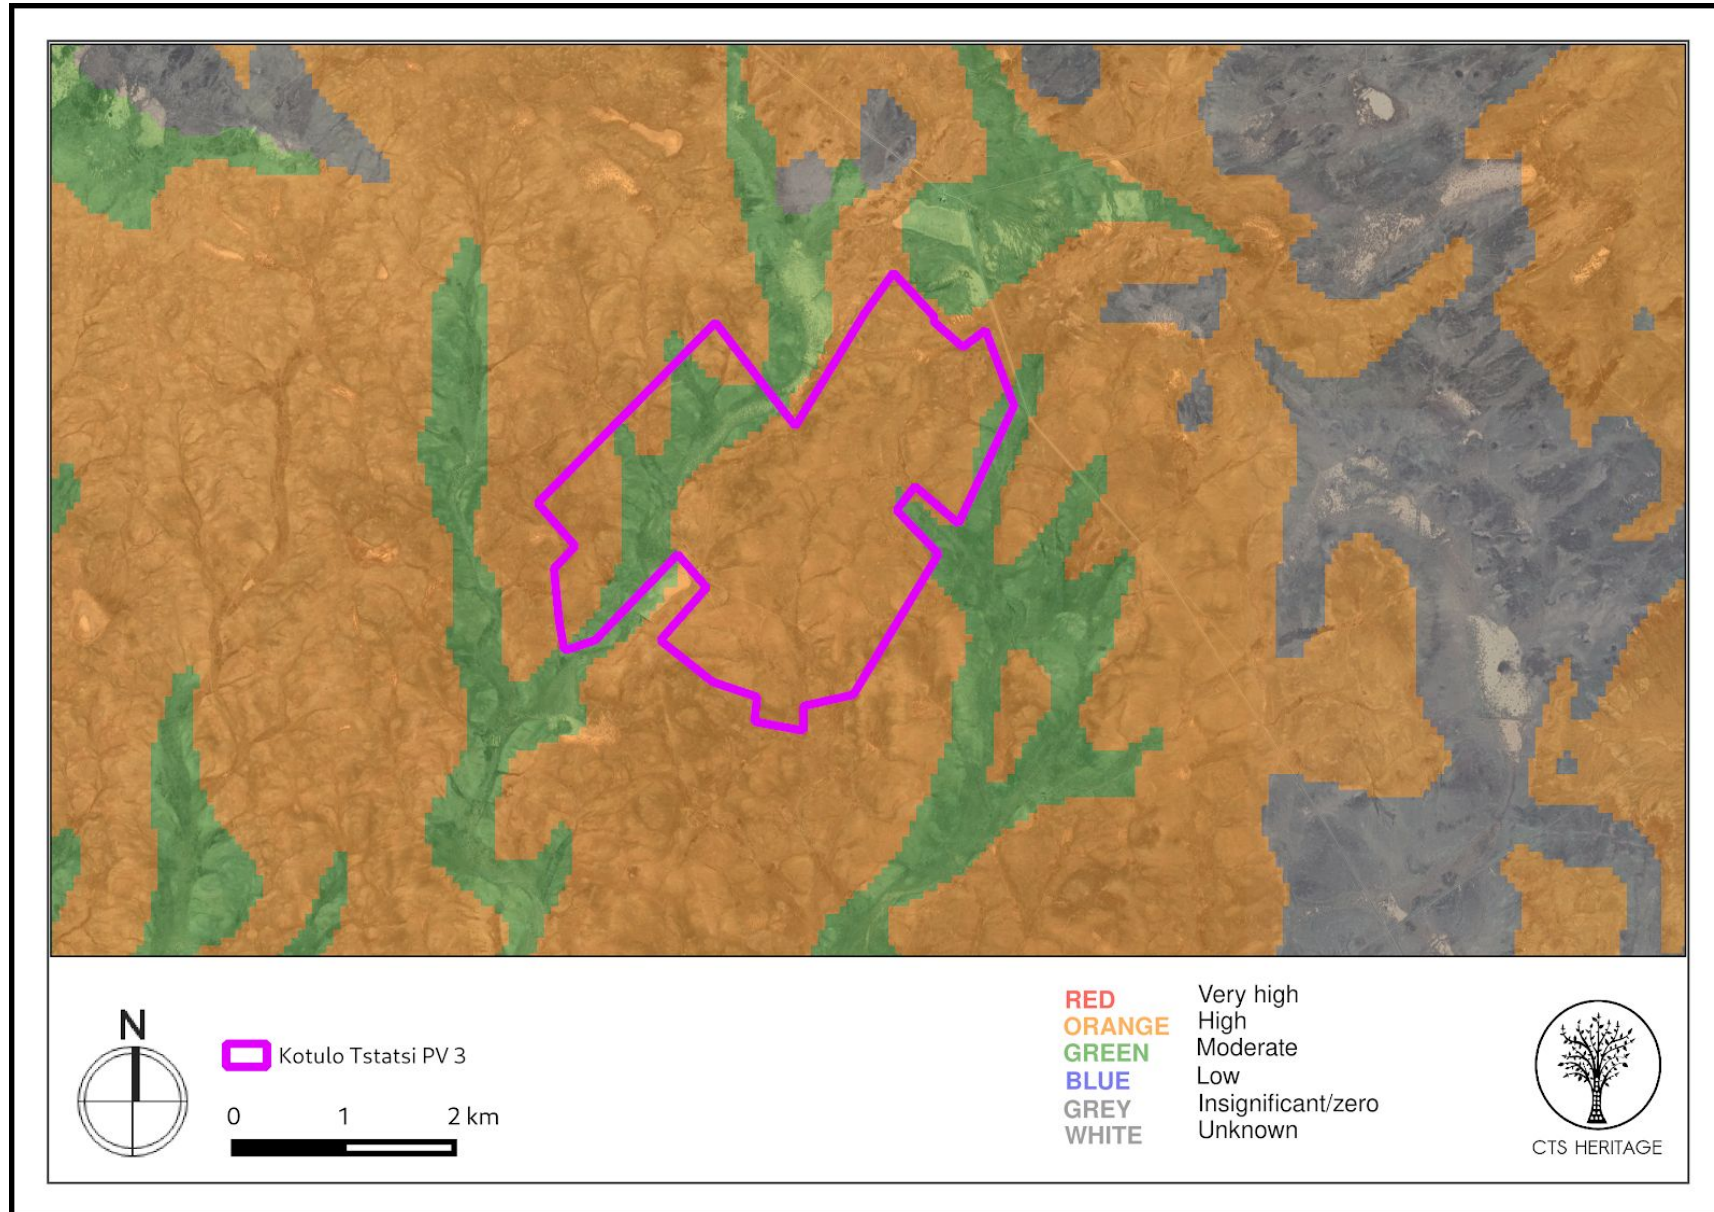 N
Kotulo Tstatsi PV 3
0 1 2 km
RED Very high
ORANGE High
GREEN Moderate
BLUE Low
GREY Insignificant/zero
WHITE Unknown
CTS HERITAGE